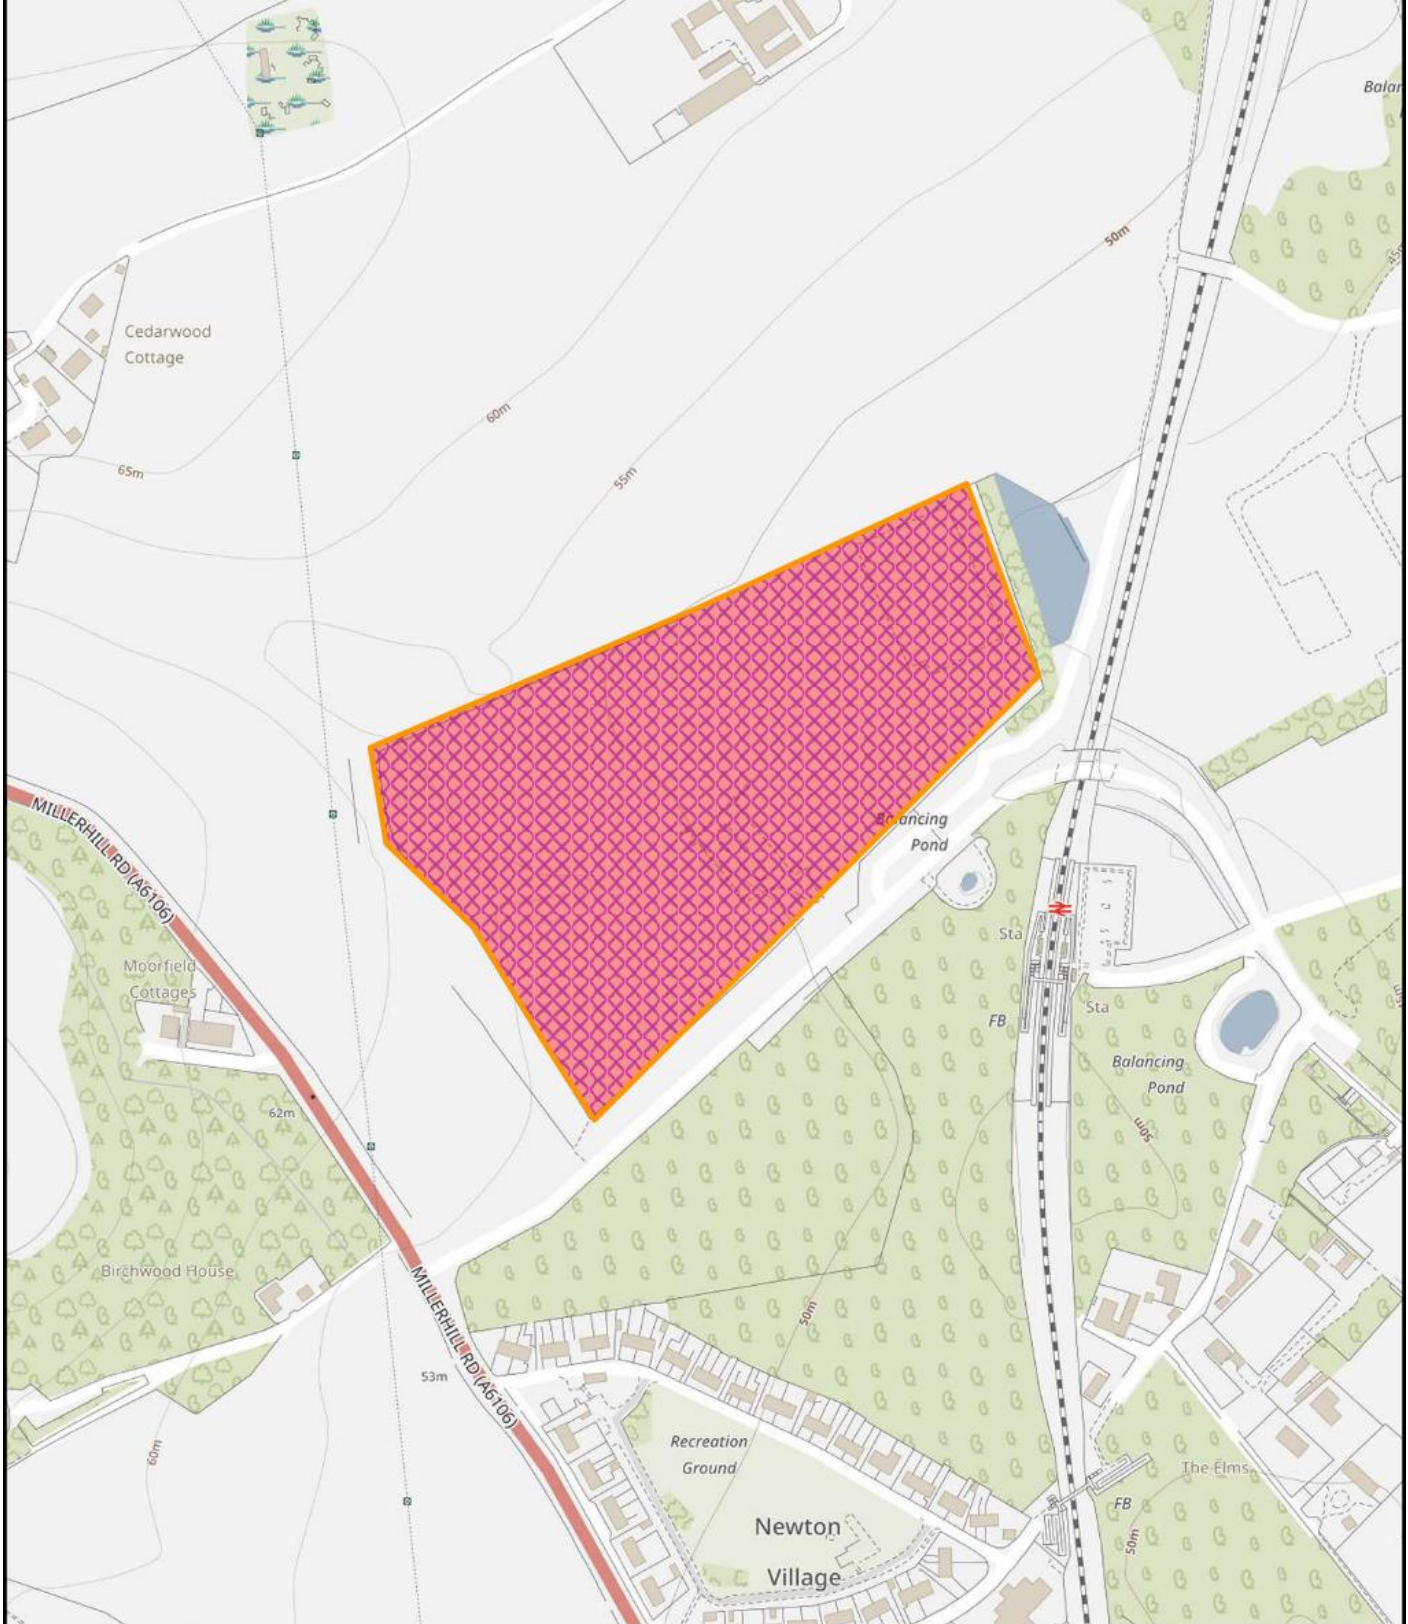 Balan
50m
45m
Cedarwood
Cottage
60m
65m
55m
MILLERHILL RD (A6106)
Balancing
Pond
Moorfield
Cottages
Sta
Sta
FB
Balancing
Pond
62m
50m
Birchwood House
50m
MILLERHILL RD (A6106)
53m
60m
Recreation
Ground
The Elms
FB
Newton
50m
Village